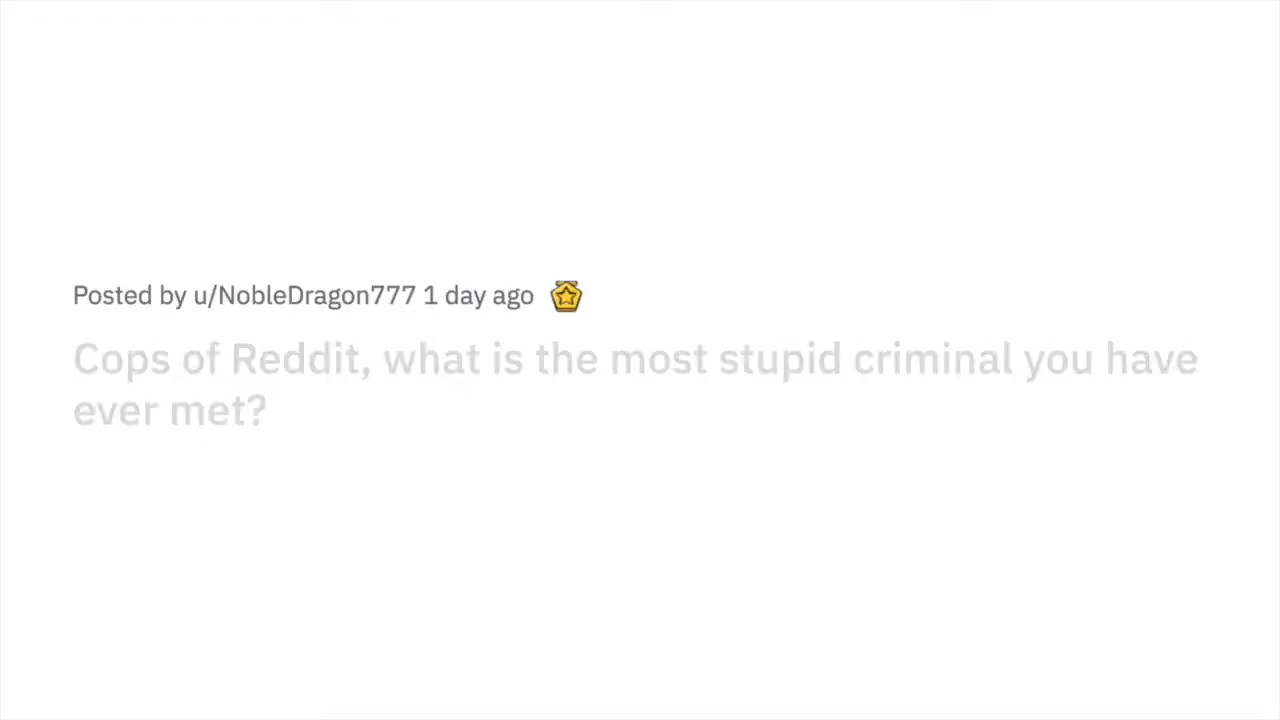 Posted by u/NobleDragon777 1 day ago
Cops of Reddit, what is the most stupid criminal you have
ever met?